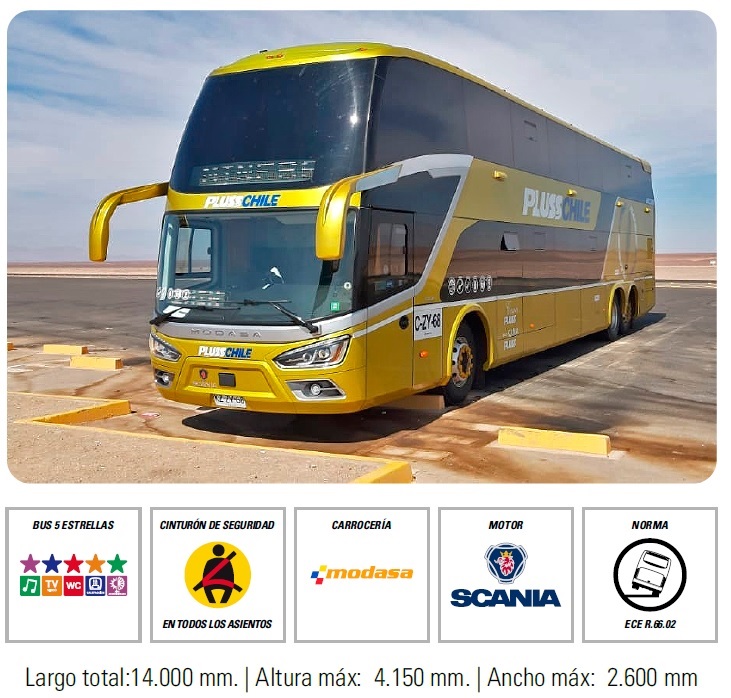 PLUSSCHILE
PLUSSCHILE
MODASA
PLUSSCHILE
C-ZY-68
BUS 5 ESTRELLAS
TV
WC
CINTURÓN DE SEGURIDAD
EN TODOS LOS ASIENTOS
CARROCERÍA
modasa
MOTOR
SCANIA
NORMA
ECE R.66.02
Largo total:14.000 mm. | Altura máx: 4.150 mm. | Ancho máx: 2.600 mm